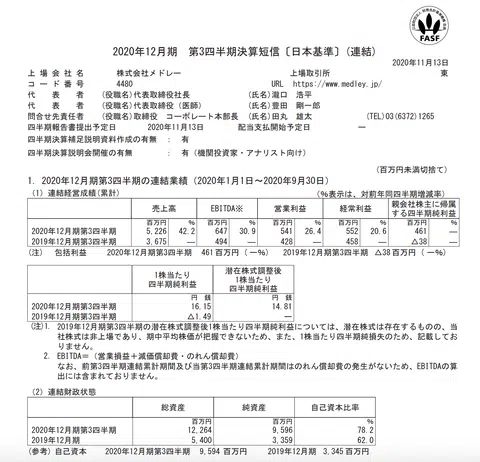 FASF
2020年12月期 第3四半期決算短信〔日本基準〕(連結)
2020年11月13日
上場会社名 株式会社メドレー 上場取引所 東
コード番号 4480 URL https://www.medley.jp/
代表者 (役職名)代表取締役社長 (氏名)瀧口 浩平
代表者 (役職名)代表取締役(医師) (氏名)豊田 剛一郎
問合せ先責任者 (役職名)取締役 コーポレート本部長 (氏名)田丸 雄太 (TEL)03(6372)1265
四半期報告書提出予定日 2020年11月13日 配当支払開始予定日 ―
四半期決算補足説明資料作成の有無 : 有
四半期決算説明会開催の有無 : 有 (機関投資家・アナリスト向け)
(百万円未満切捨て)
1. 2020年12月期第3四半期の連結業績(2020年1月1日~2020年9月30日)
(1)連結経営成績(累計) (%表示は、対前年同四半期増減率)
売上高 EBITDA※ 営業利益 経常利益 親会社株主に帰属する四半期純利益
百万円 % 百万円 % 百万円 % 百万円 % 百万円 %
2020年12月期第3四半期 5,226 42.2 647 30.9 541 26.4 552 20.6 461 ―
2019年12月期第3四半期 3,675 ― 494 ― 428 ― 458 ― △38 ―
(注) 包括利益 2020年12月期第3四半期 461百万円( ―%) 2019年12月期第3四半期 △38百万円( ―%)
1株当たり四半期純利益 潜在株式調整後1株当たり四半期純利益
円 銭 円 銭
2020年12月期第3四半期 16.15 14.81
2019年12月期第3四半期 △1.49 ―
(注)1. 2019年12月期第3四半期の潜在株式調整後1株当たり四半期純利益については、潜在株式は存在するものの、当
社株式は非上場であり、期中平均株価が把握できないため、また、1株当たり四半期純損失のため、記載してお
りません。
2. EBITDA=(営業損益+減価償却費・のれん償却費)
なお、前第3四半期連結累計期間及び当第3四半期連結累計期間はのれん償却費の発生がないため、EBITDAの算
出には含まれておりません。
(2)連結財政状態
総資産 純資産 自己資本比率
百万円 百万円 %
2020年12月期第3四半期 12,264 9,596 78.2
2019年12月期 5,400 3,359 62.0
(参考)自己資本 2020年12月期第3四半期 9,594百万円 2019年12月期 3,345百万円